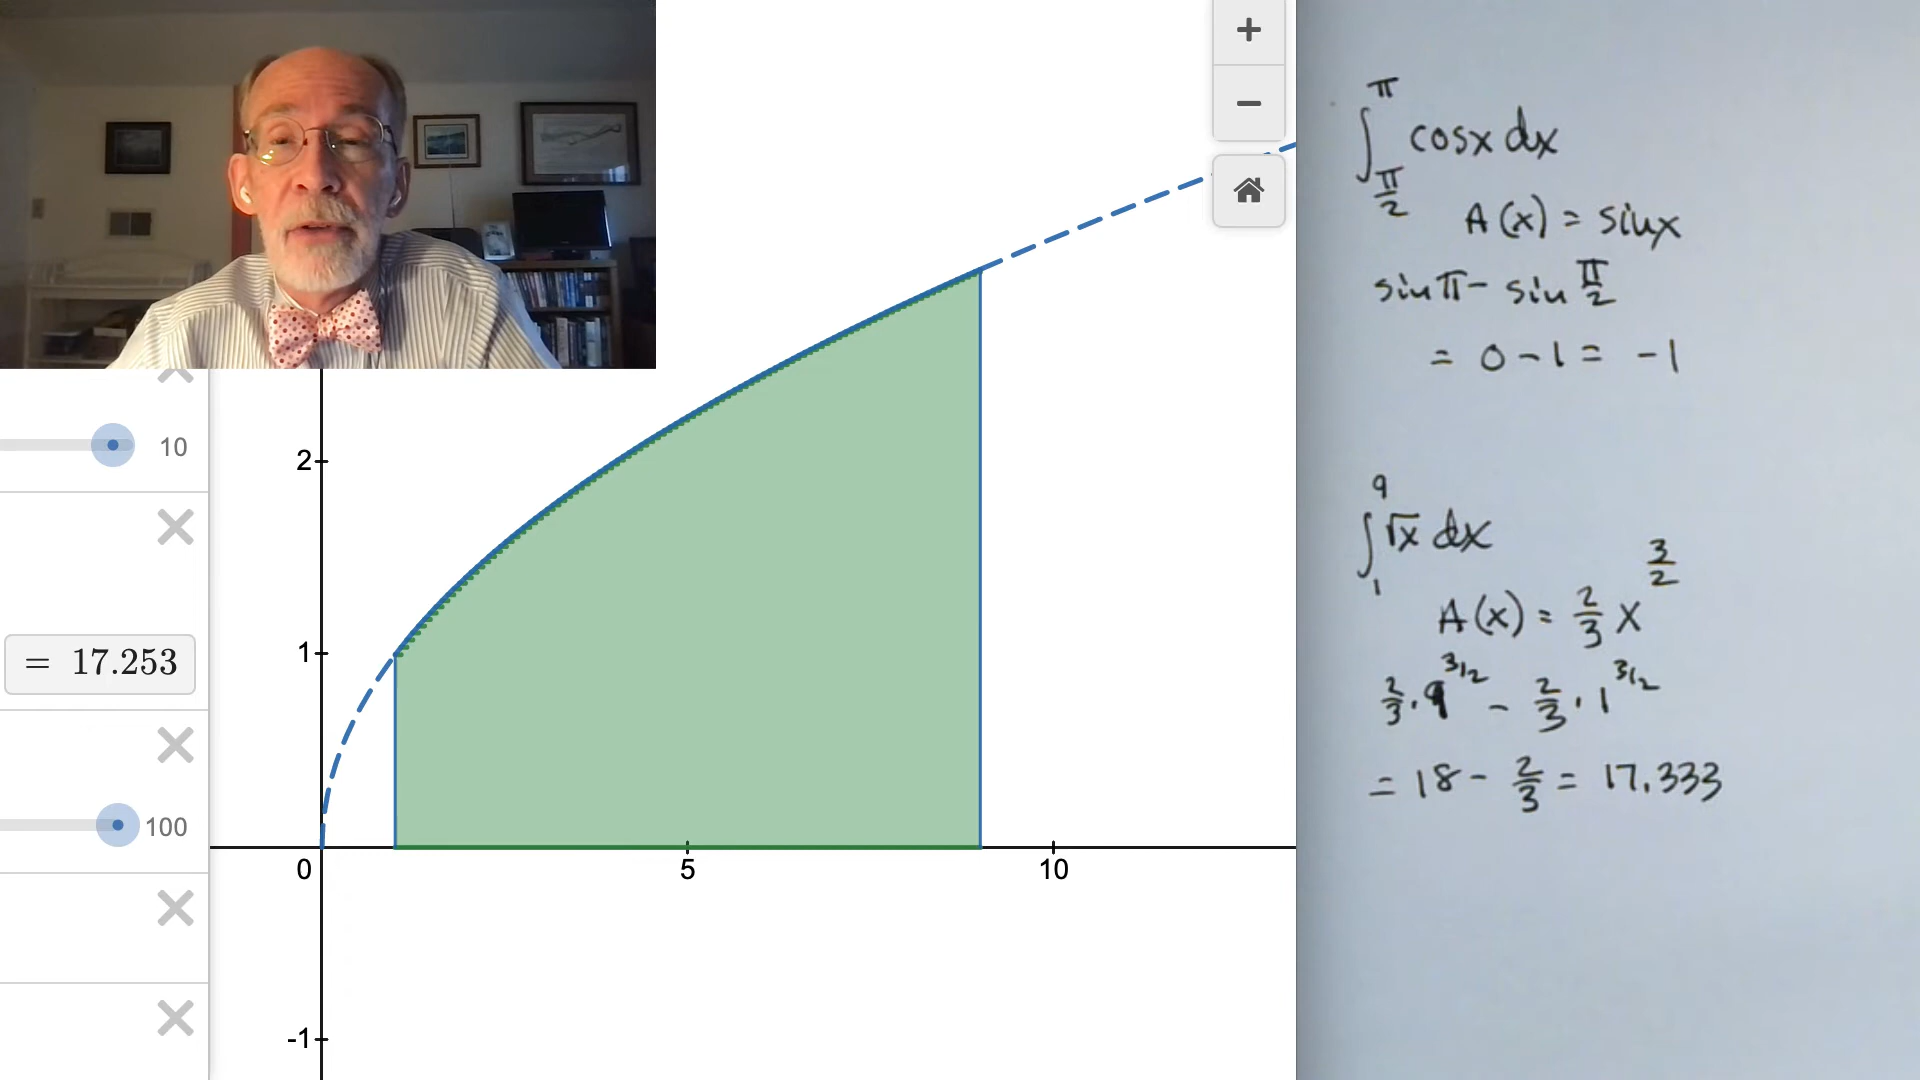 +
−
10
= 17.253
100
2
1
0
5
10
-1
∫_{π/2}^{π} cosx dx
A(x) = sinx
sin π − sin π/2
= 0 − 1 = −1
∫_1^9 √x dx
A(x) = 2/3 x^{3/2}
2/3 · 9^{3/2} − 2/3 · 1^{3/2}
= 18 − 2/3 = 17.333